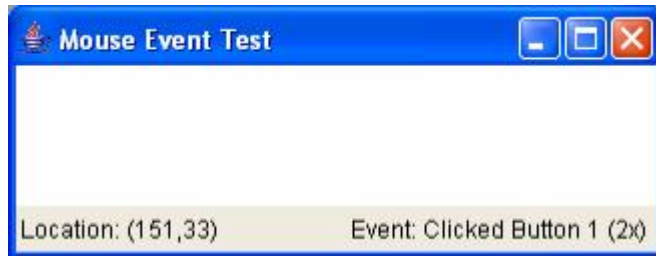 Mouse Event Test
Location: (151,33) Event: Clicked Button 1 (2x)